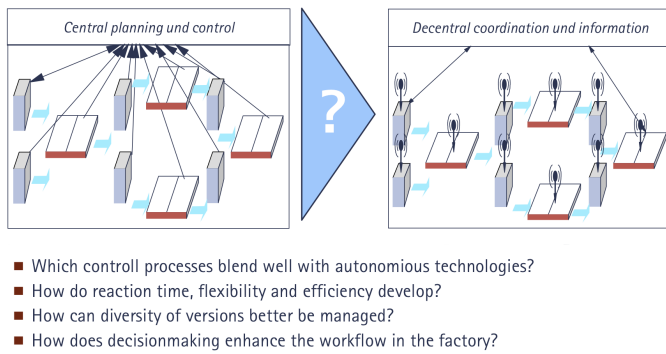 Central planning und control
Decentral coordination und information
?
Which controll processes blend well with autonomious technologies?
How do reaction time, flexibility and efficiency develop?
How can diversity of versions better be managed?
How does decisionmaking enhance the workflow in the factory?